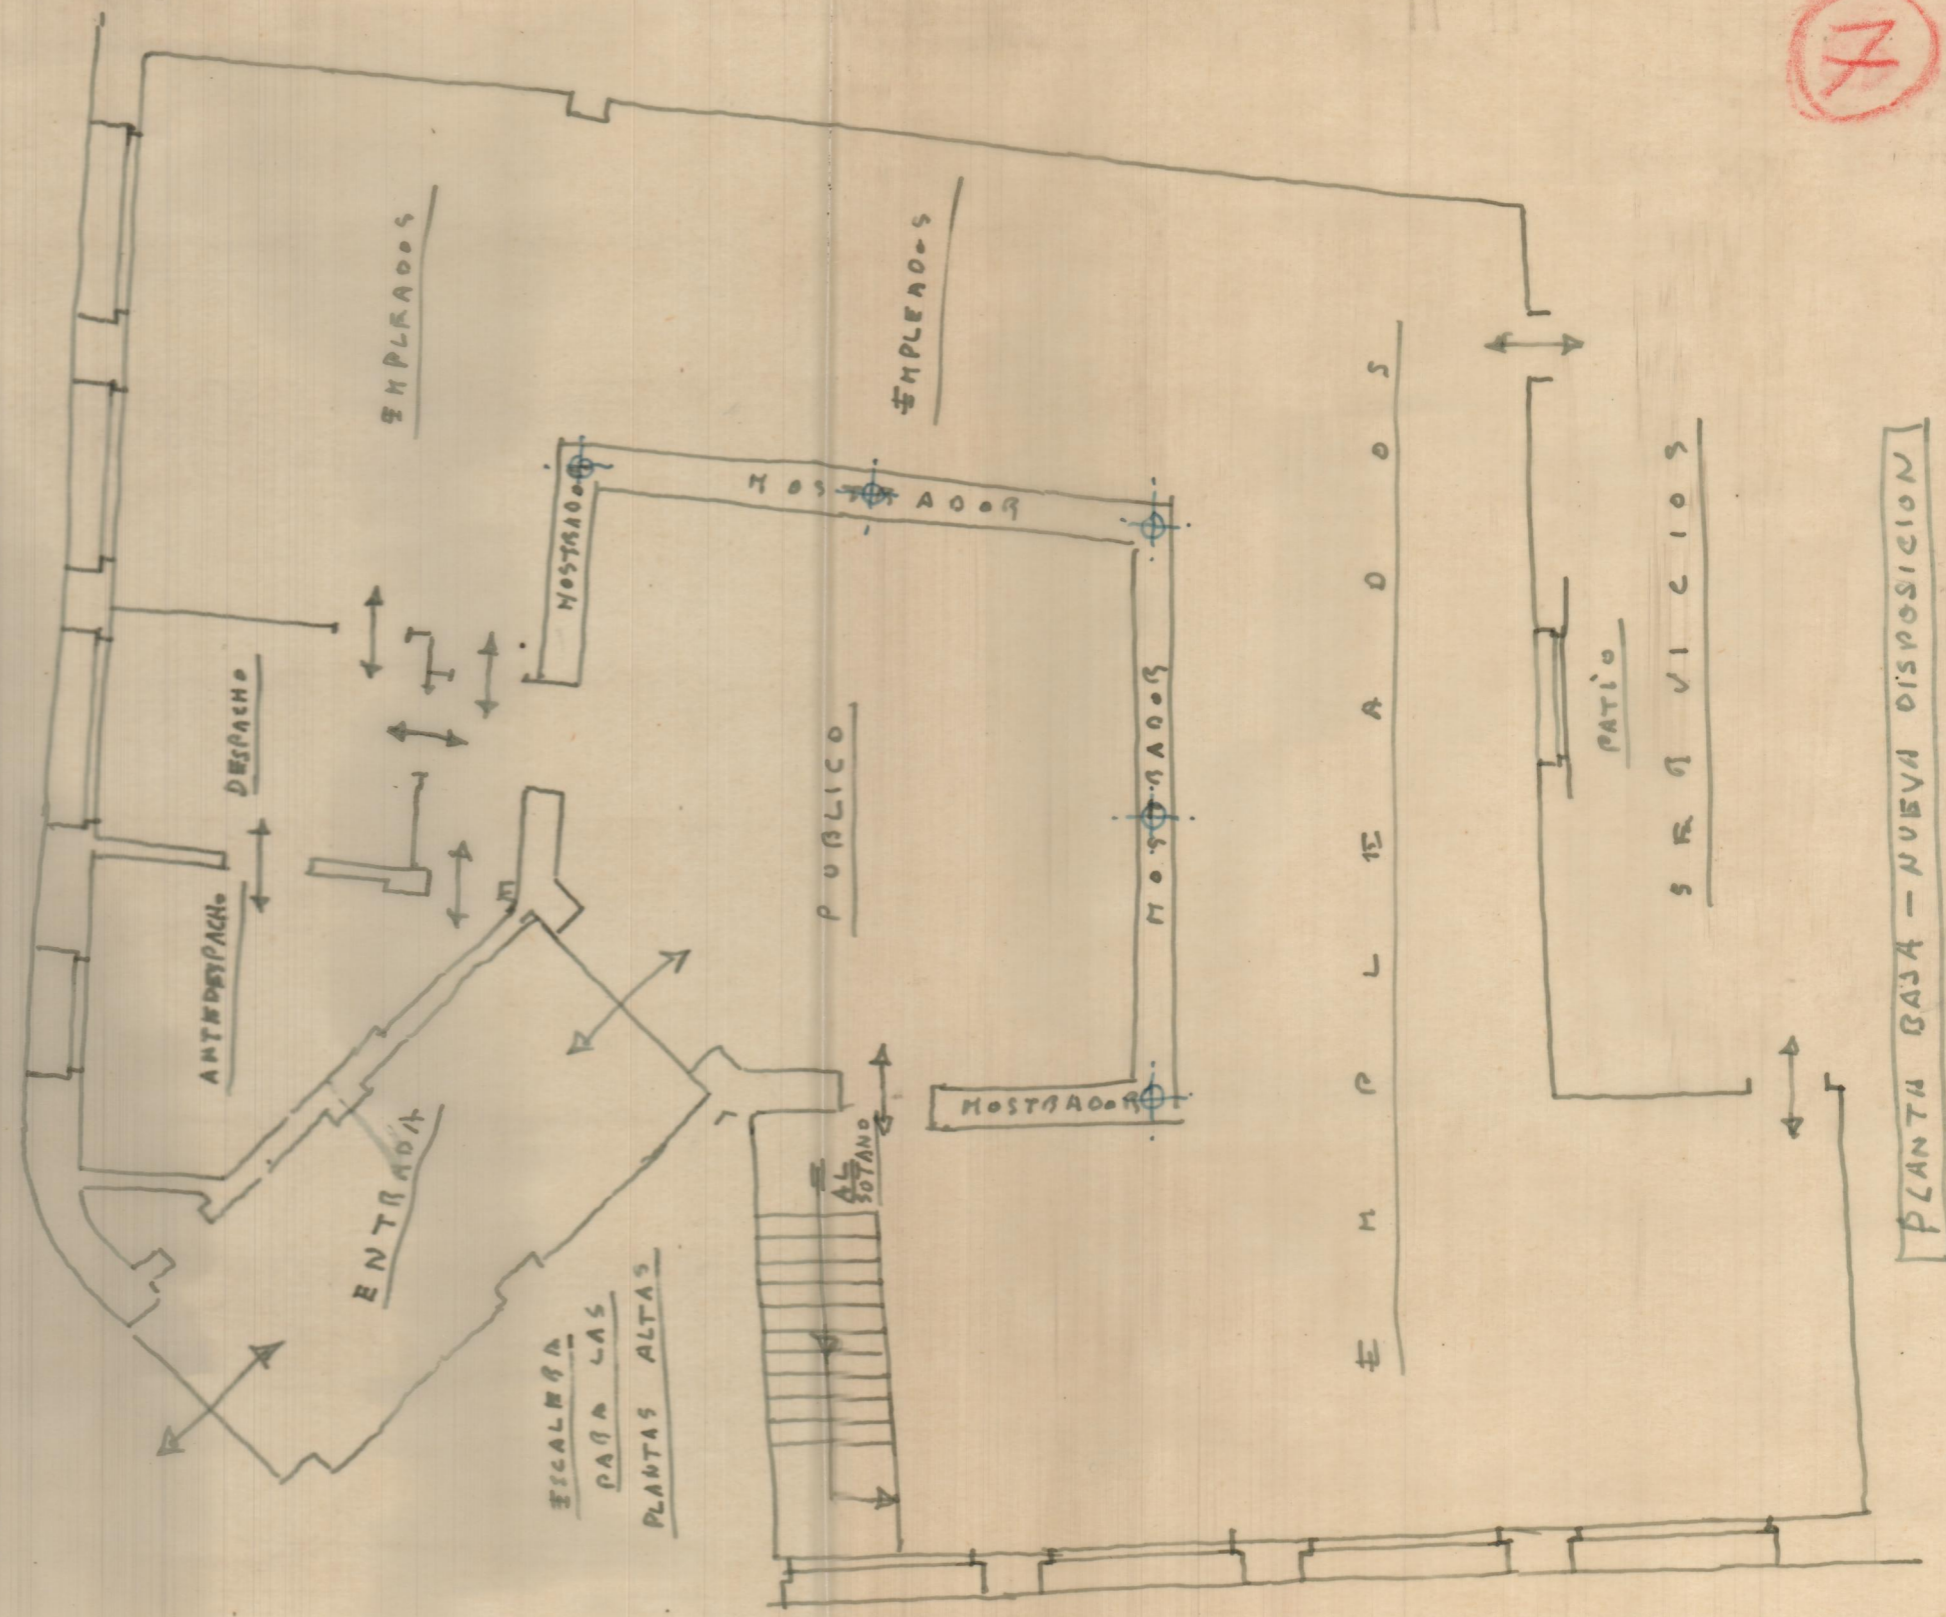 7
EMPLEADOS
EMPLEADOS
MOSTRADOR
MOSTRADOR
DESPACHO
ANTEDESPACHO
PUBLICO
MOSTRADOR
MOSTRADOR
ENTRADA
ESCALERA
PARA LAS
PLANTAS ALTAS
AL
SOTANO
EMPLEADOS
PATIO
SERVICIOS
PLANTA BAJA - NUEVA DISPOSICION